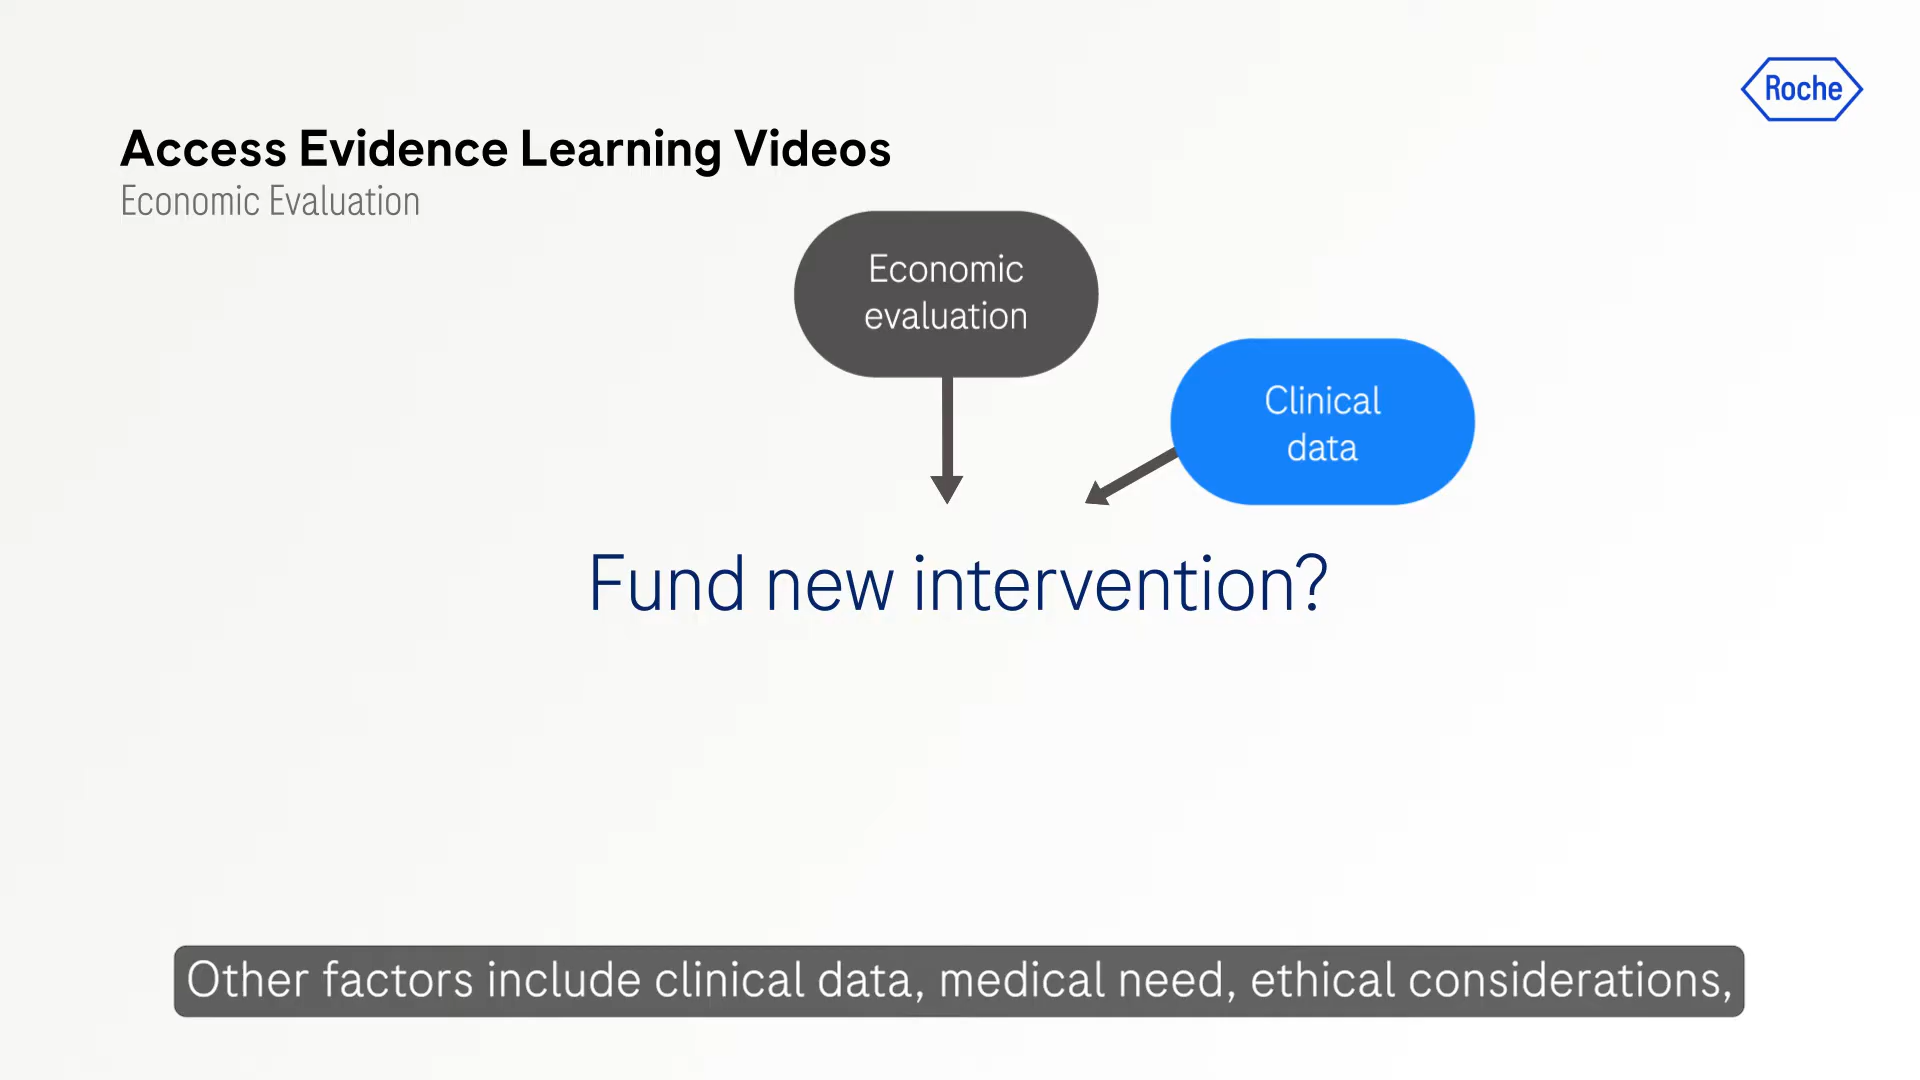 Roche
Access Evidence Learning Videos
Economic Evaluation
Economic
evaluation
Clinical
data
Fund new intervention?
Other factors include clinical data, medical need, ethical considerations,